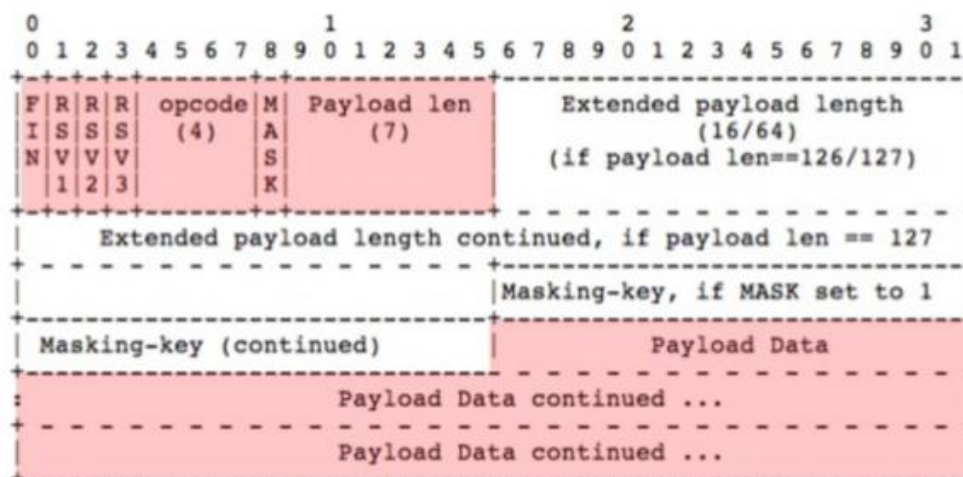 0 1 2 3
0 1 2 3 4 5 6 7 8 9 0 1 2 3 4 5 6 7 8 9 0 1 2 3 4 5 6 7 8 9 0 1
+-+-+-+-+-------+-+-------------+-------------------------------+
|F|R|R|R| opcode|M| Payload len | Extended payload length
|I|S|S|S| (4) |A| (7) | (16/64)
|N|V|V|V| |S| | (if payload len==126/127)
| |1|2|3| |K| |
+-+-+-+-+-------+-+-------------+ - - - - - - - - - - - - - - -
| Extended payload length continued, if payload len == 127
+ - - - - - - - - - - - - - - - +-------------------------------
| |Masking-key, if MASK set to 1
+-------------------------------+-------------------------------
| Masking-key (continued) | Payload Data
+-------------------------------- - - - - - - - - - - - - - - -
: Payload Data continued ...
+ - - - - - - - - - - - - - - - - - - - - - - - - - - - - - - -
| Payload Data continued ...
+---------------------------------------------------------------